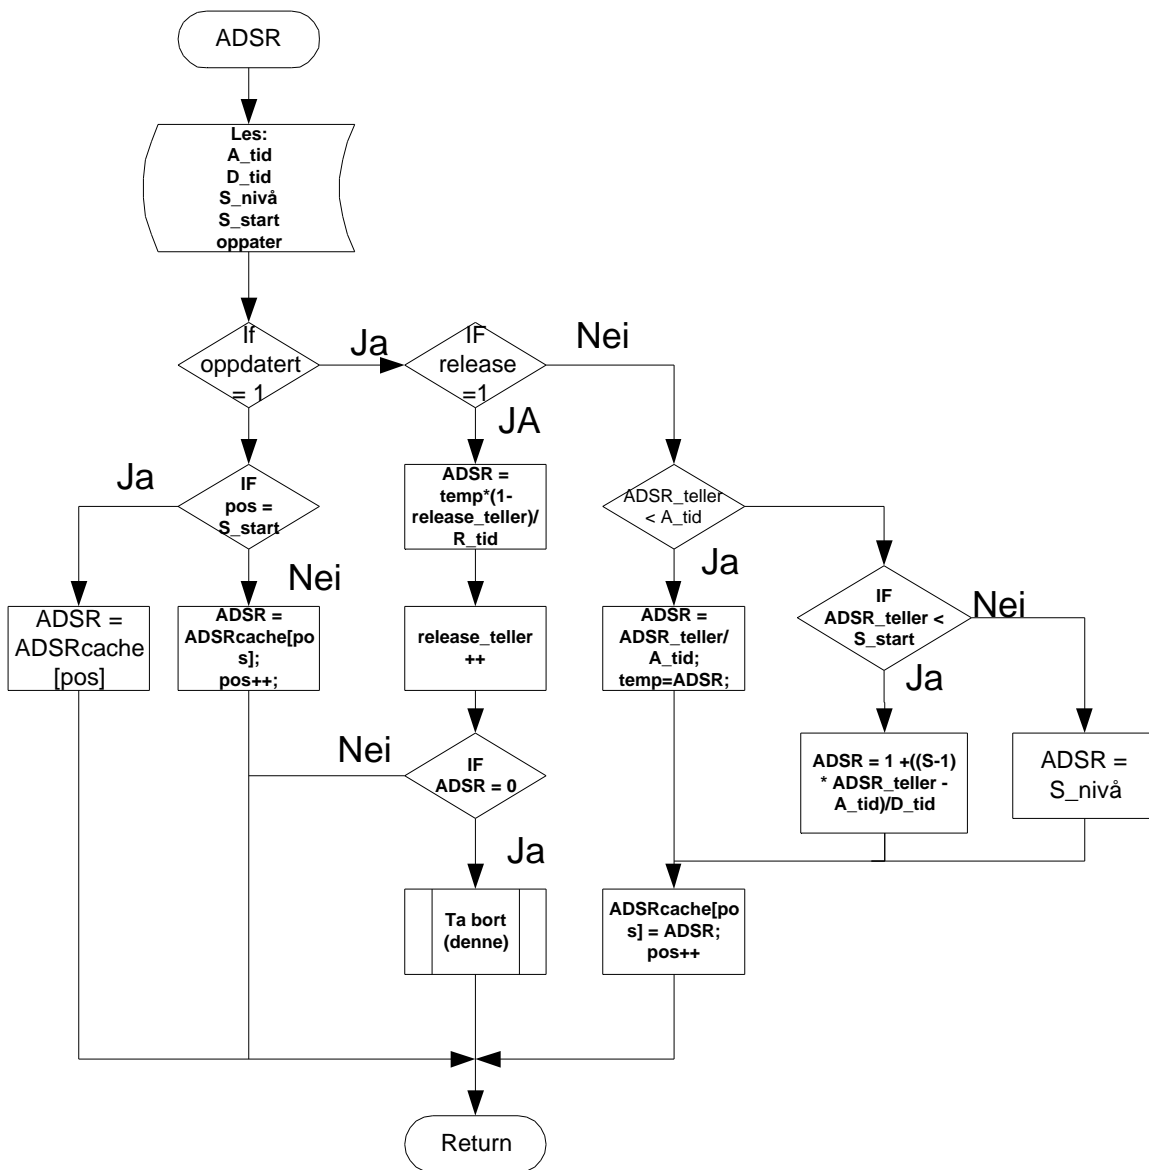 ADSR
Les:
A_tid
D_tid
S_nivå
S_start
oppater
If
oppdatert
= 1
Ja
IF
release
=1
Nei
JA
Ja
IF
pos =
S_start
Nei
ADSR =
temp*(1-
release_teller)/
R_tid
ADSR_teller
< A_tid
Ja
IF
ADSR_teller <
S_start
Nei
Ja
ADSR =
ADSRcache
[pos]
ADSR =
ADSRcache[po
s];
pos++;
release_teller
++
ADSR =
ADSR_teller/
A_tid;
temp=ADSR;
Nei
IF
ADSR = 0
Ja
ADSR = 1 +((S-1)
* ADSR_teller -
A_tid)/D_tid
ADSR =
S_nivå
Ta bort
(denne)
ADSRcache[po
s] = ADSR;
pos++
Return